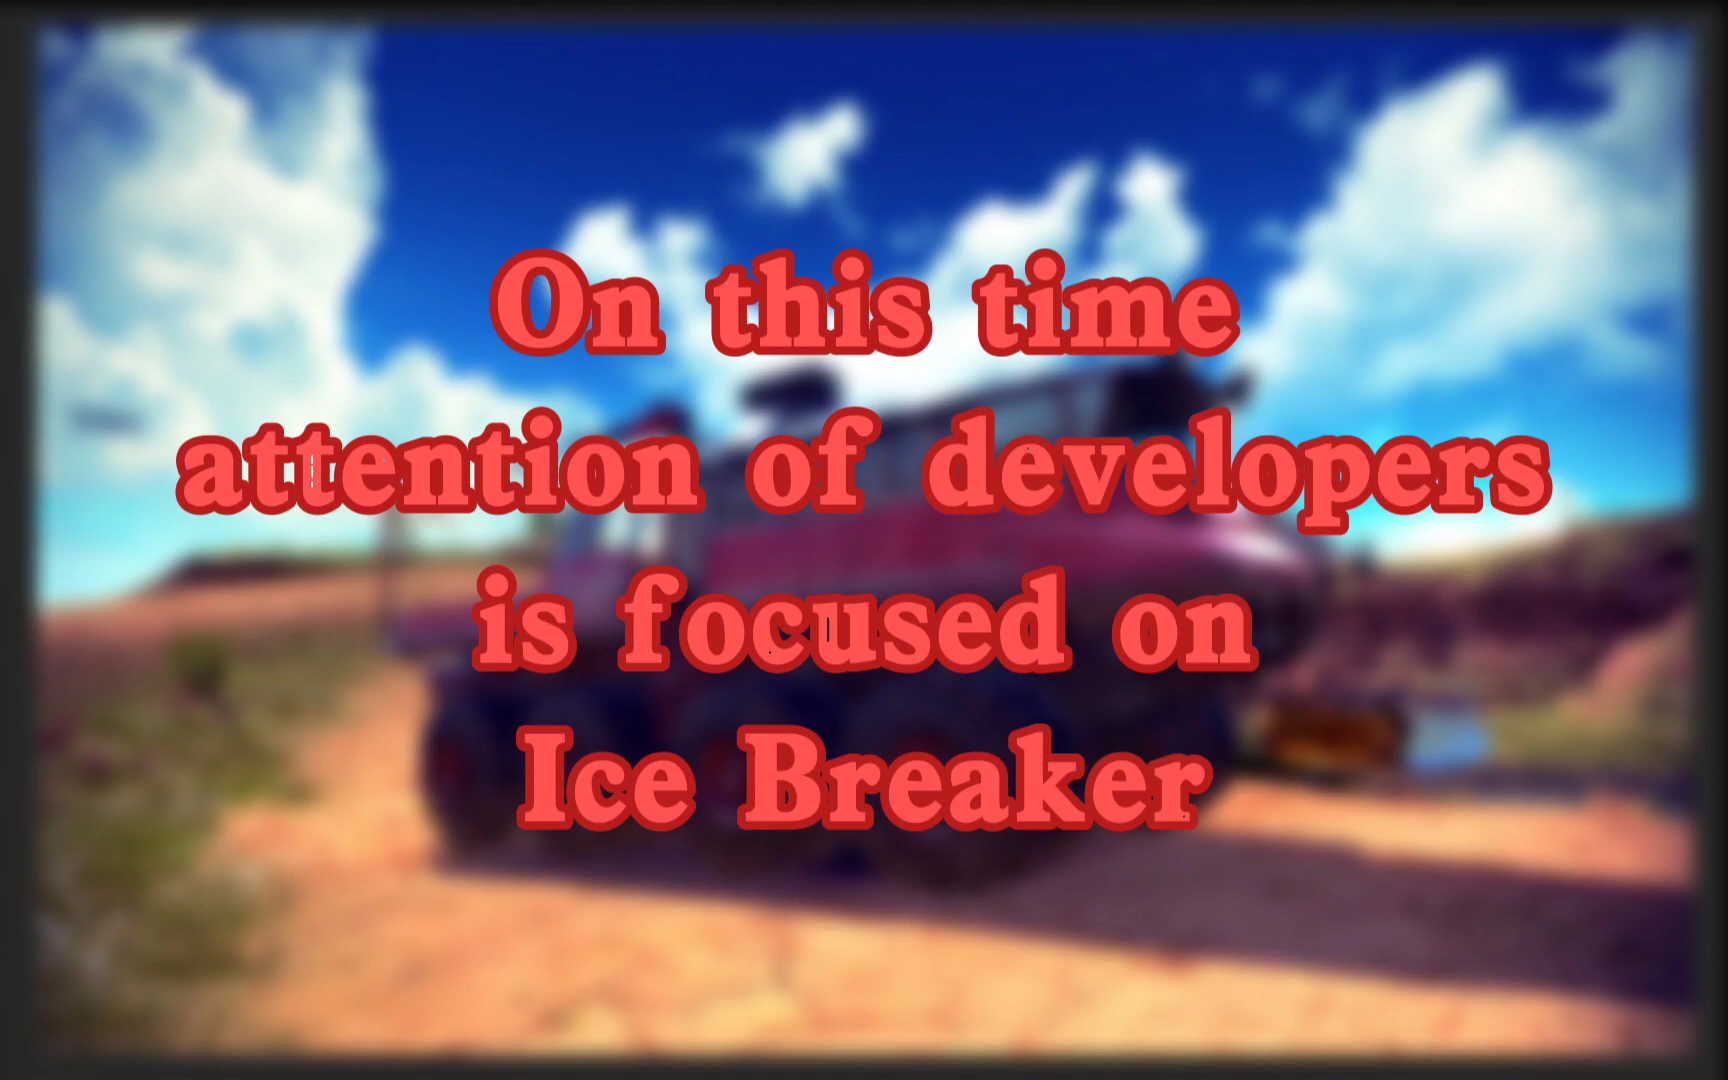 On this time
attention of developers
is focused on
Ice Breaker